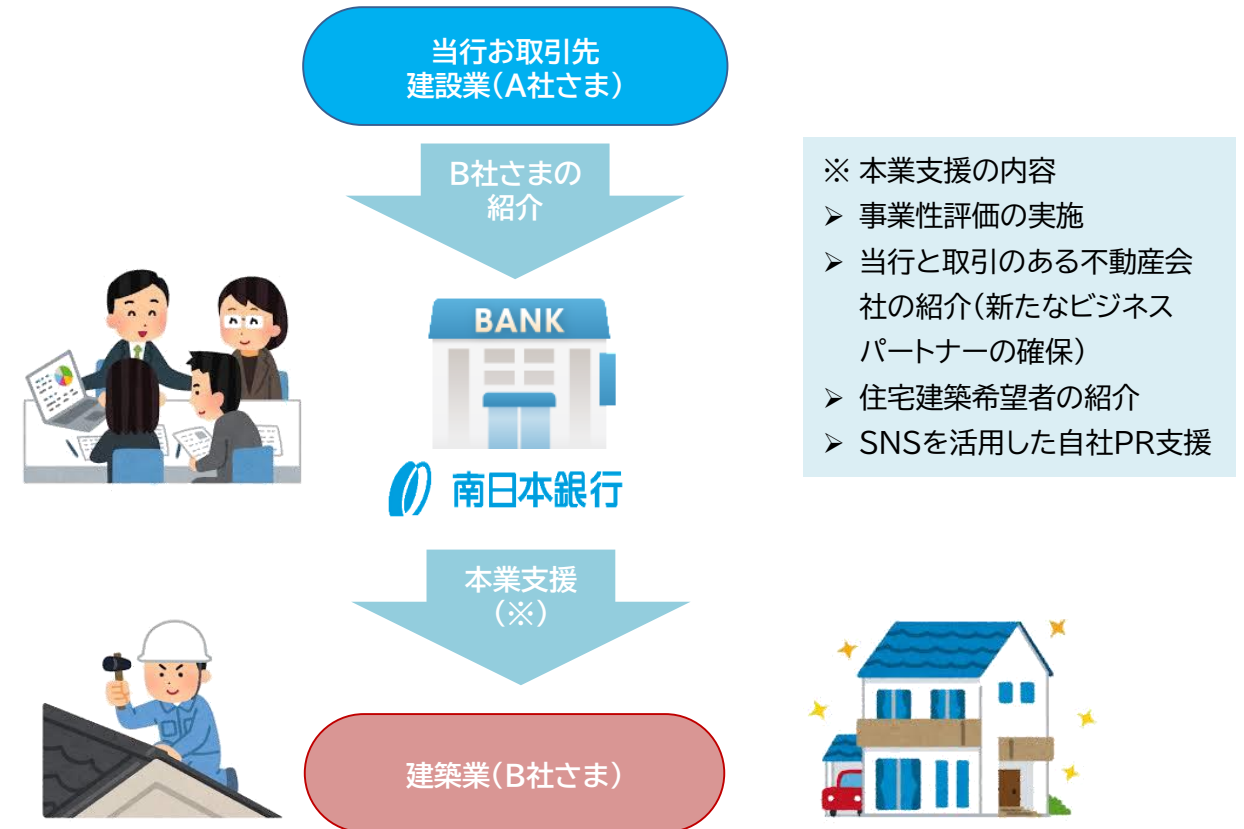 当行お取引先
建設業(A社さま)
B社さまの
紹介
BANK
南日本銀行
本業支援
(※)
建築業(B社さま)
※ 本業支援の内容
➢ 事業性評価の実施
➢ 当行と取引のある不動産会
社の紹介(新たなビジネス
パートナーの確保)
➢ 住宅建築希望者の紹介
➢ SNSを活用した自社PR支援